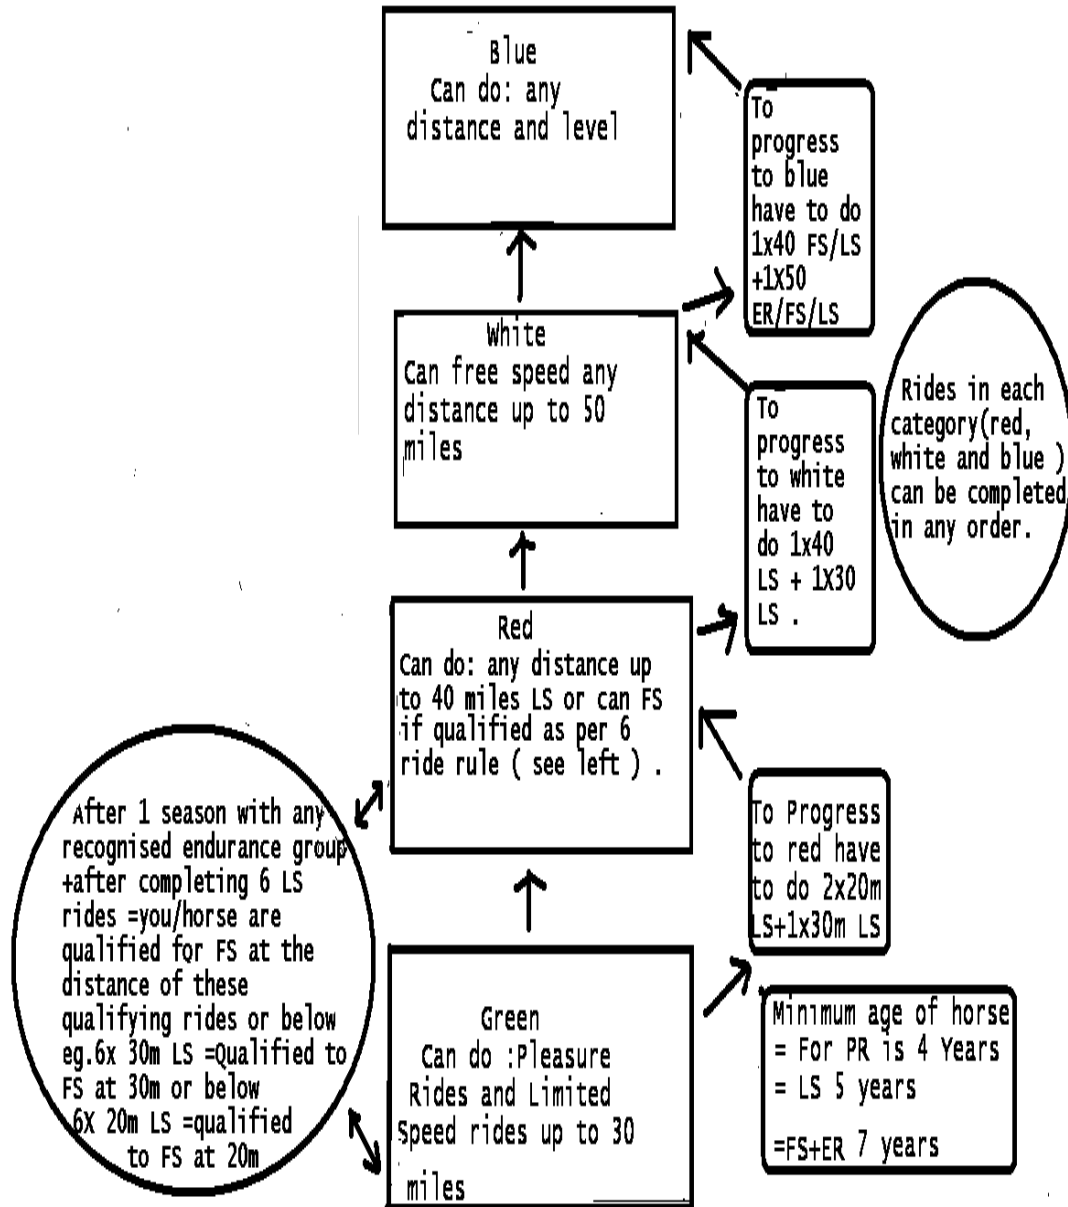 Blue
Can do: any
distance and level
To
progress
to blue
have to do
1x40 FS/LS
+1X50
ER/FS/LS
White
Can free speed any
distance up to 50
miles
To
progress
to white
have to
do 1x40
LS + 1X30
LS .
Rides in each
category(red,
white and blue )
can be completed
in any order.
Red
Can do: any distance up
to 40 miles LS or can FS
if qualified as per 6
ride rule ( see left ) .
After 1 season with any
recognised endurance group
+after completing 6 LS
rides =you/horse are
qualified for FS at the
distance of these
qualifying rides or below
eg.6x 30m LS =Qualified to
FS at 30m or below
6X 20m LS =qualified
to FS at 20m
To Progress
to red have
to do 2x20m
LS+1x30m LS
Green
Can do :Pleasure
Rides and Limited
Speed rides up to 30
miles
Minimum age of horse
= For PR is 4 Years
= LS 5 years
=FS+ER 7 years